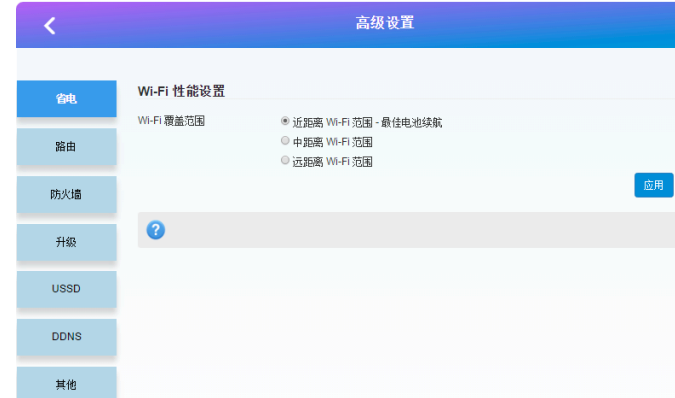 高级设置
省电
路由
防火墙
升级
USSD
DDNS
其他
Wi-Fi 性能设置
Wi-Fi 覆盖范围
近距离 Wi-Fi 范围 - 最佳电池续航
中距离 Wi-Fi 范围
远距离 Wi-Fi 范围
应用
?